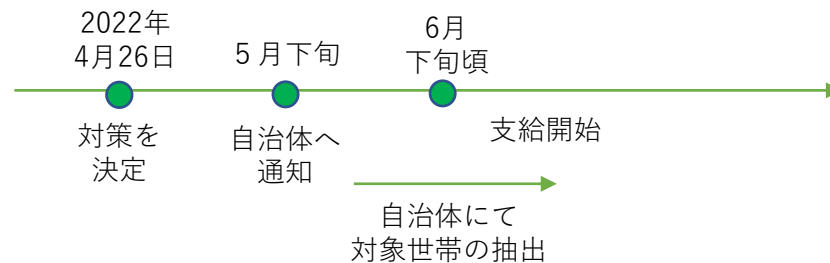 2022年
4月26日
５月下旬
6月
下旬頃
対策を
決定
自治体へ
通知
支給開始
自治体にて
対象世帯の抽出